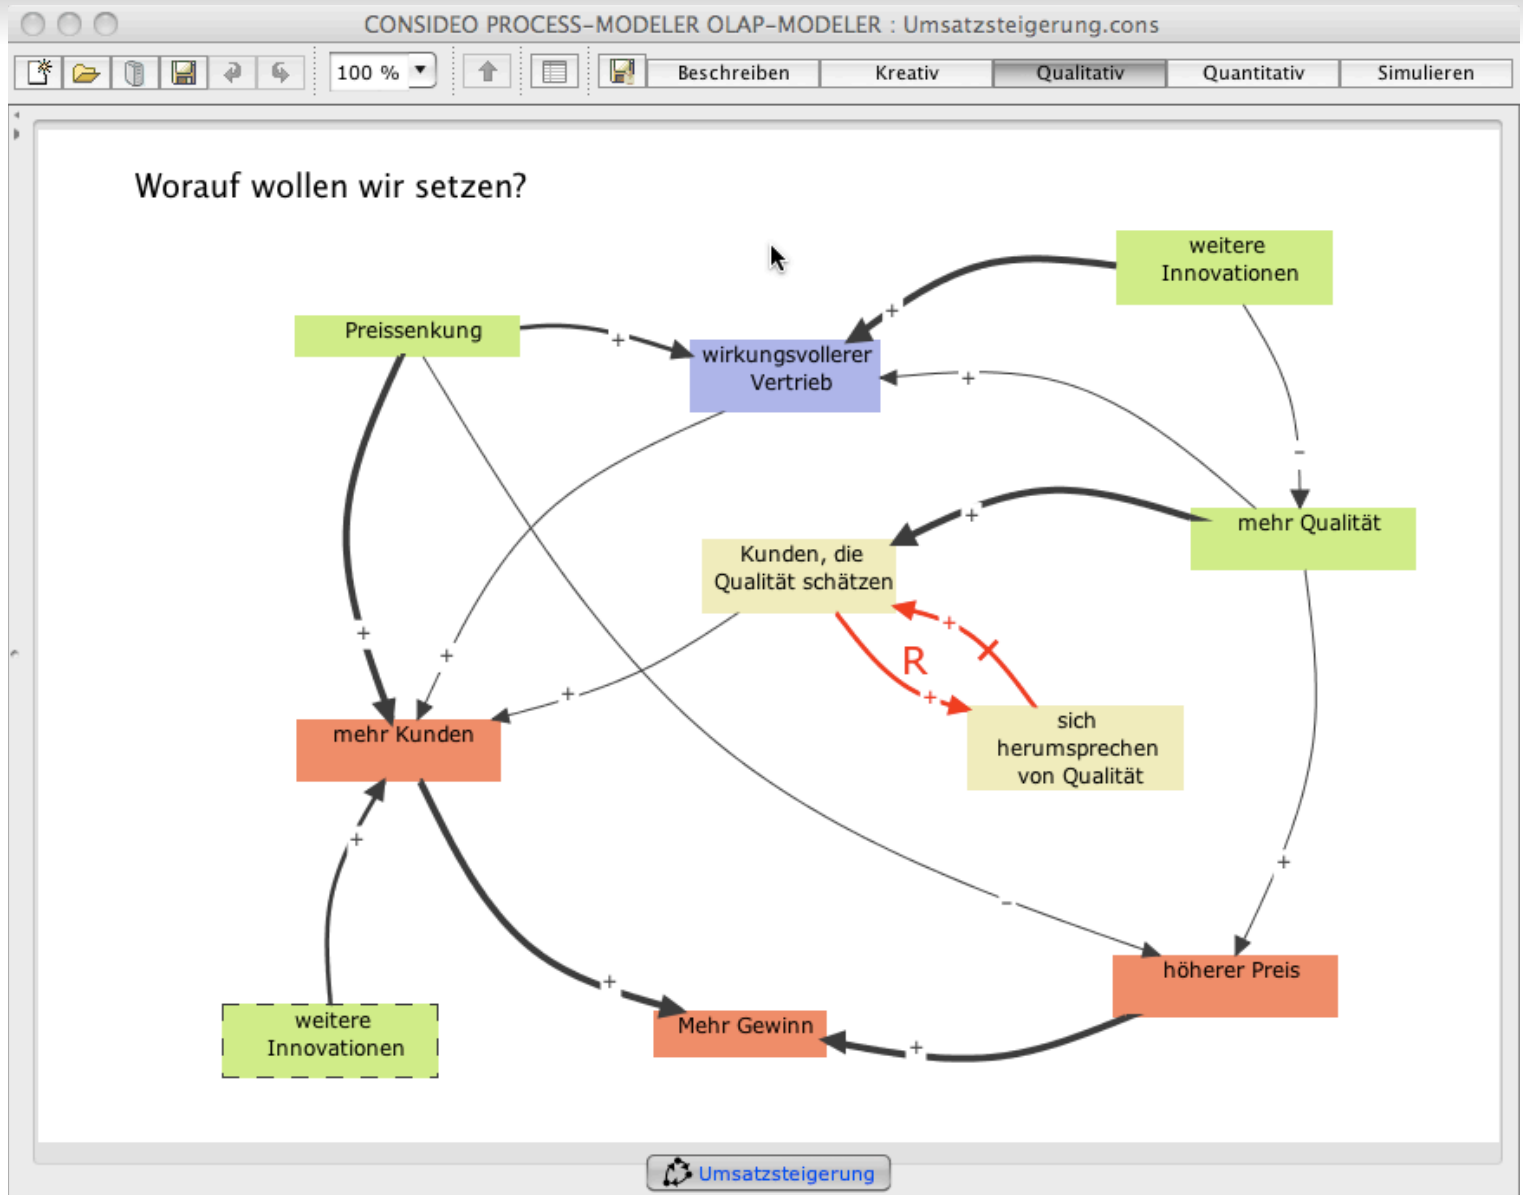 CONSIDEO PROCESS-MODELER OLAP-MODELER : Umsatzsteigerung.cons
100 %
Beschreiben
Kreativ
Qualitativ
Quantitativ
Simulieren
Worauf wollen wir setzen?
weitere
Innovationen
+
Preissenkung
+
wirkungsvollerer
Vertrieb
+
-
+
mehr Qualität
Kunden, die
Qualität schätzen
+
+
+
R
+
+
sich
herumsprechen
von Qualität
mehr Kunden
+
+
-
+
höherer Preis
weitere
Innovationen
+
Mehr Gewinn
+
Umsatzsteigerung